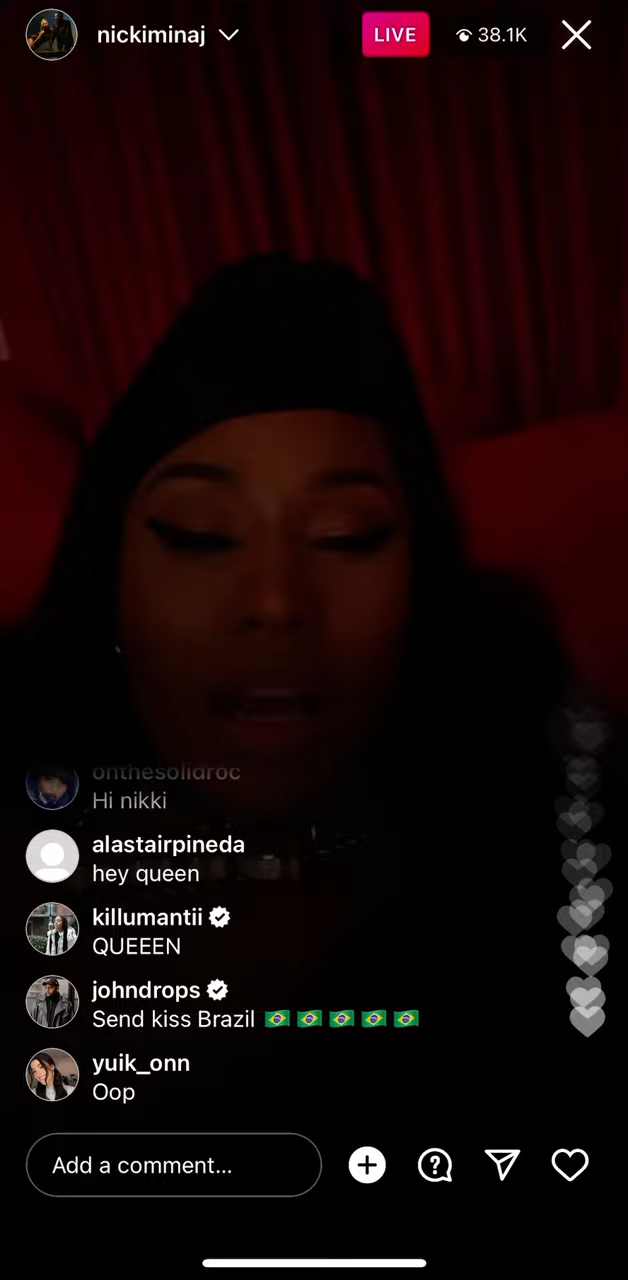 nickiminaj
LIVE
38.1K
onthesolidroc
Hi nikki
alastairpineda
hey queen
killumantii
QUEEEN
johndrops
Send kiss Brazil 🇧🇷 🇧🇷 🇧🇷 🇧🇷 🇧🇷
yuik_onn
Oop
Add a comment...